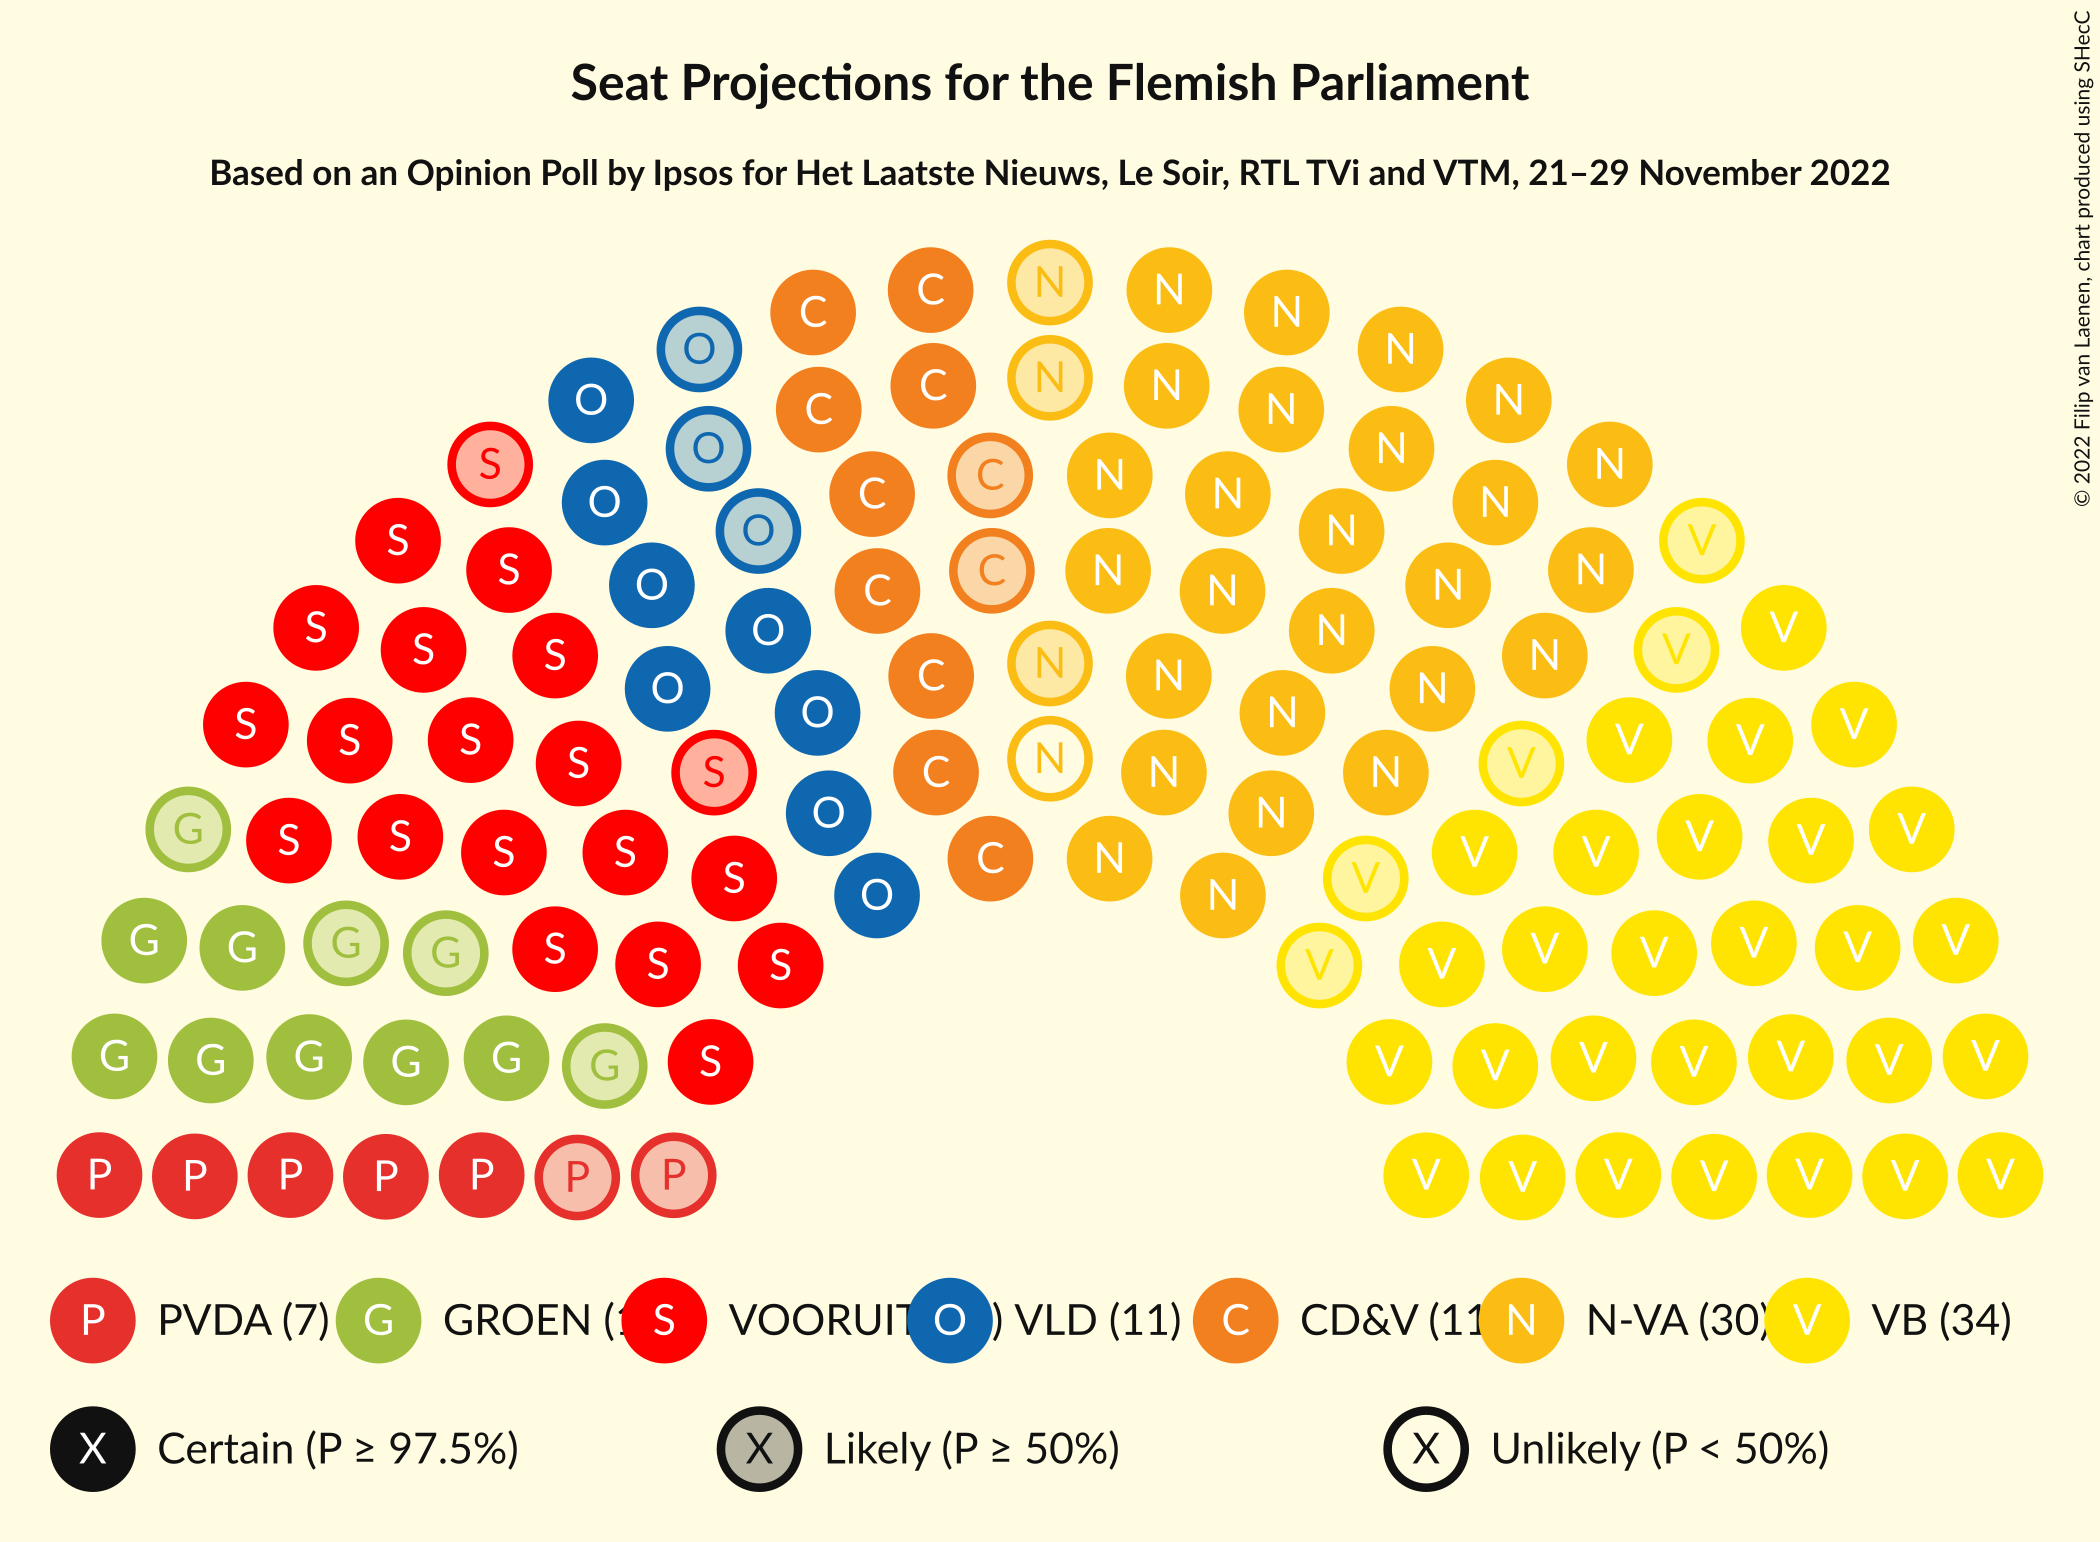 Seat Projections for the Flemish Parliament
Based on an Opinion Poll by Ipsos for Het Laatste Nieuws, Le Soir, RTL TVi and VTM, 21–29 November 2022
© 2022 Filip van Laenen, chart produced using SHecC
C C N N N
O C C N N N N
O O C C N N N N N
S O O C C N N N N N
S S O O C N N N N N V
S S S O O C N N N N V V
S S S S S O C N N N V V V V
G S S S S S O C N N V V V V V V
G G G G S S S V V V V V V V
G G G G G G S V V V V V V V
P P P P P P P V V V V V V V
P PVDA (7) G GROEN ( S VOORUIT O ) VLD (11) C CD&V (11 N N-VA (30) V VB (34)
X Certain (P ≥ 97.5%) X Likely (P ≥ 50%) X Unlikely (P < 50%)